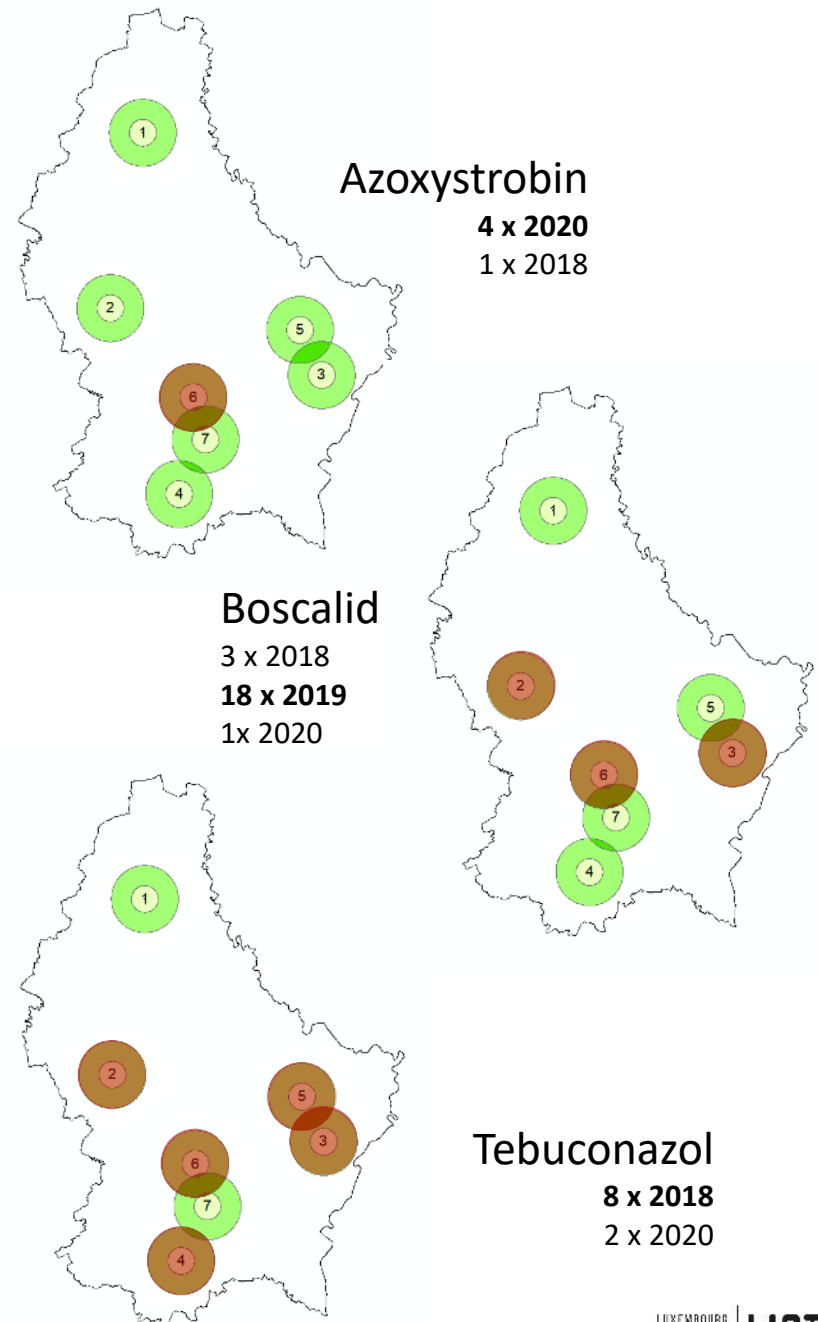 1
Azoxystrobin
4 x 2020
1 x 2018
2
5
3
6
7
4
1
Boscalid
3 x 2018
18 x 2019
1x 2020
2
5
3
6
7
4
1
2
5
3
6
7
4
Tebuconazol
8 x 2018
2 x 2020
LUXEMBOURG